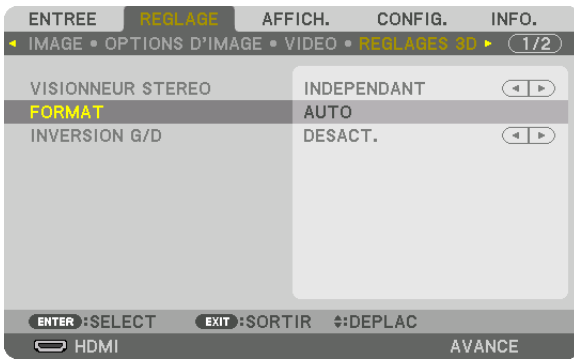 ENTREE REGLAGE AFFICH. CONFIG. INFO.
IMAGE • OPTIONS D'IMAGE • VIDEO • REGLAGES 3D 1/2
VISIONNEUR STEREO INDEPENDANT
FORMAT AUTO
INVERSION G/D DESACT.
ENTER :SELECT EXIT :SORTIR :DEPLAC
HDMI AVANCE